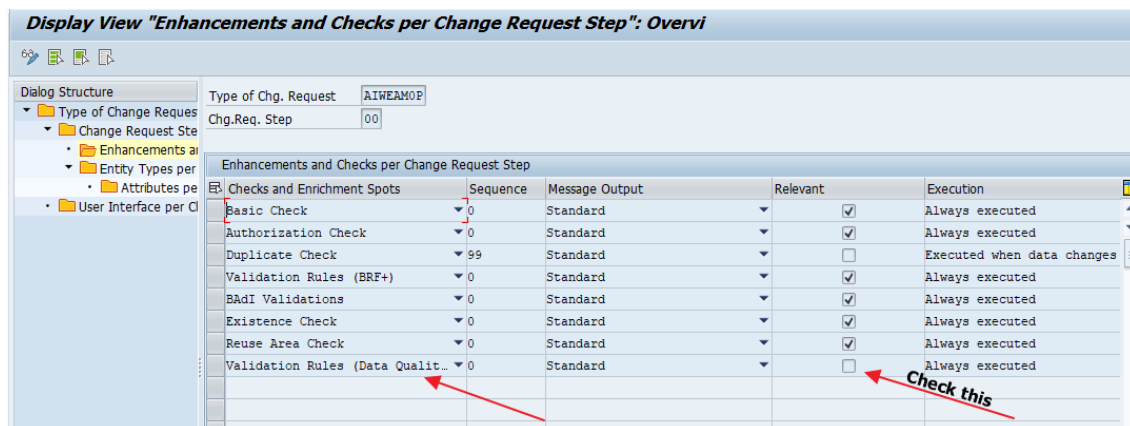 Display View "Enhancements and Checks per Change Request Step": Overvi
Dialog Structure
Type of Change Reques
Change Request Ste
Enhancements a
Entity Types per
Attributes pe
User Interface per C
Type of Chg. Request AIWEAM0P
Chg.Req. Step 00
Enhancements and Checks per Change Request Step
Checks and Enrichment Spots Sequence Message Output Relevant Execution
Basic Check 0 Standard Always executed
Authorization Check 0 Standard Always executed
Duplicate Check 99 Standard Executed when data changes
Validation Rules (BRF+) 0 Standard Always executed
BAdI Validations 0 Standard Always executed
Existence Check 0 Standard Always executed
Reuse Area Check 0 Standard Always executed
Validation Rules (Data Qualit… 0 Standard Always executed
Check this